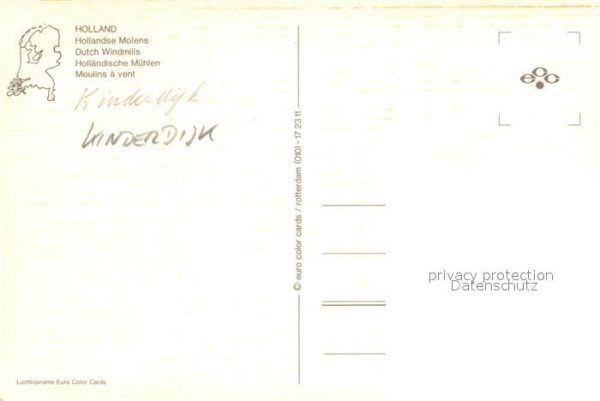 HOLLAND
Hollandse Molens
Dutch Windmills
Holländische Mühlen
Moulins à vent
Kinderdijk
KINDERDIJK
© euro color cards / rotterdam (010) - 17 23 11
ecc
privacy protection
Datenschutz
Luchtopname Euro Color Cards